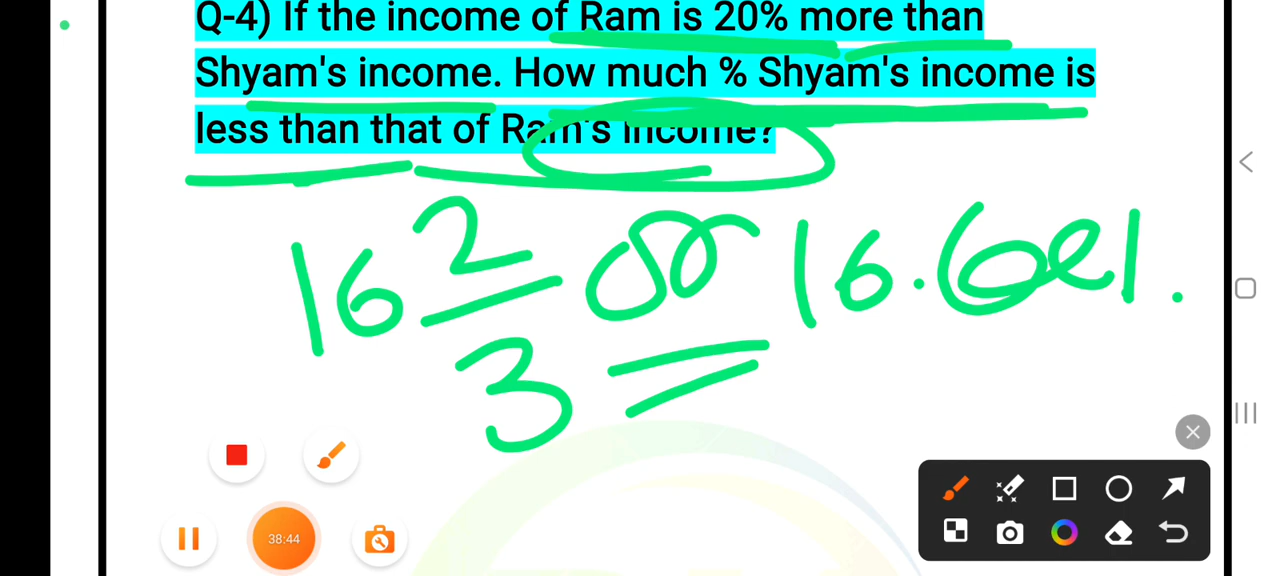 Q-4) If the income of Ram is 20% more than
Shyam's income. How much % Shyam's income is
less than that of Ram's income?
16 2/3 or 16.66%.
38:44